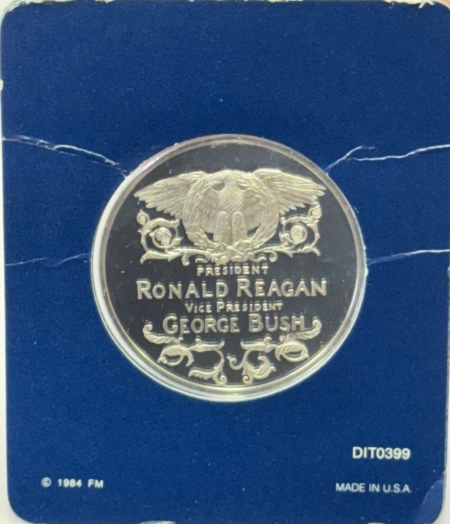 PRESIDENT
RONALD REAGAN
VICE PRESIDENT
GEORGE BUSH
DIT0399
© 1984 FM
MADE IN U.S.A.